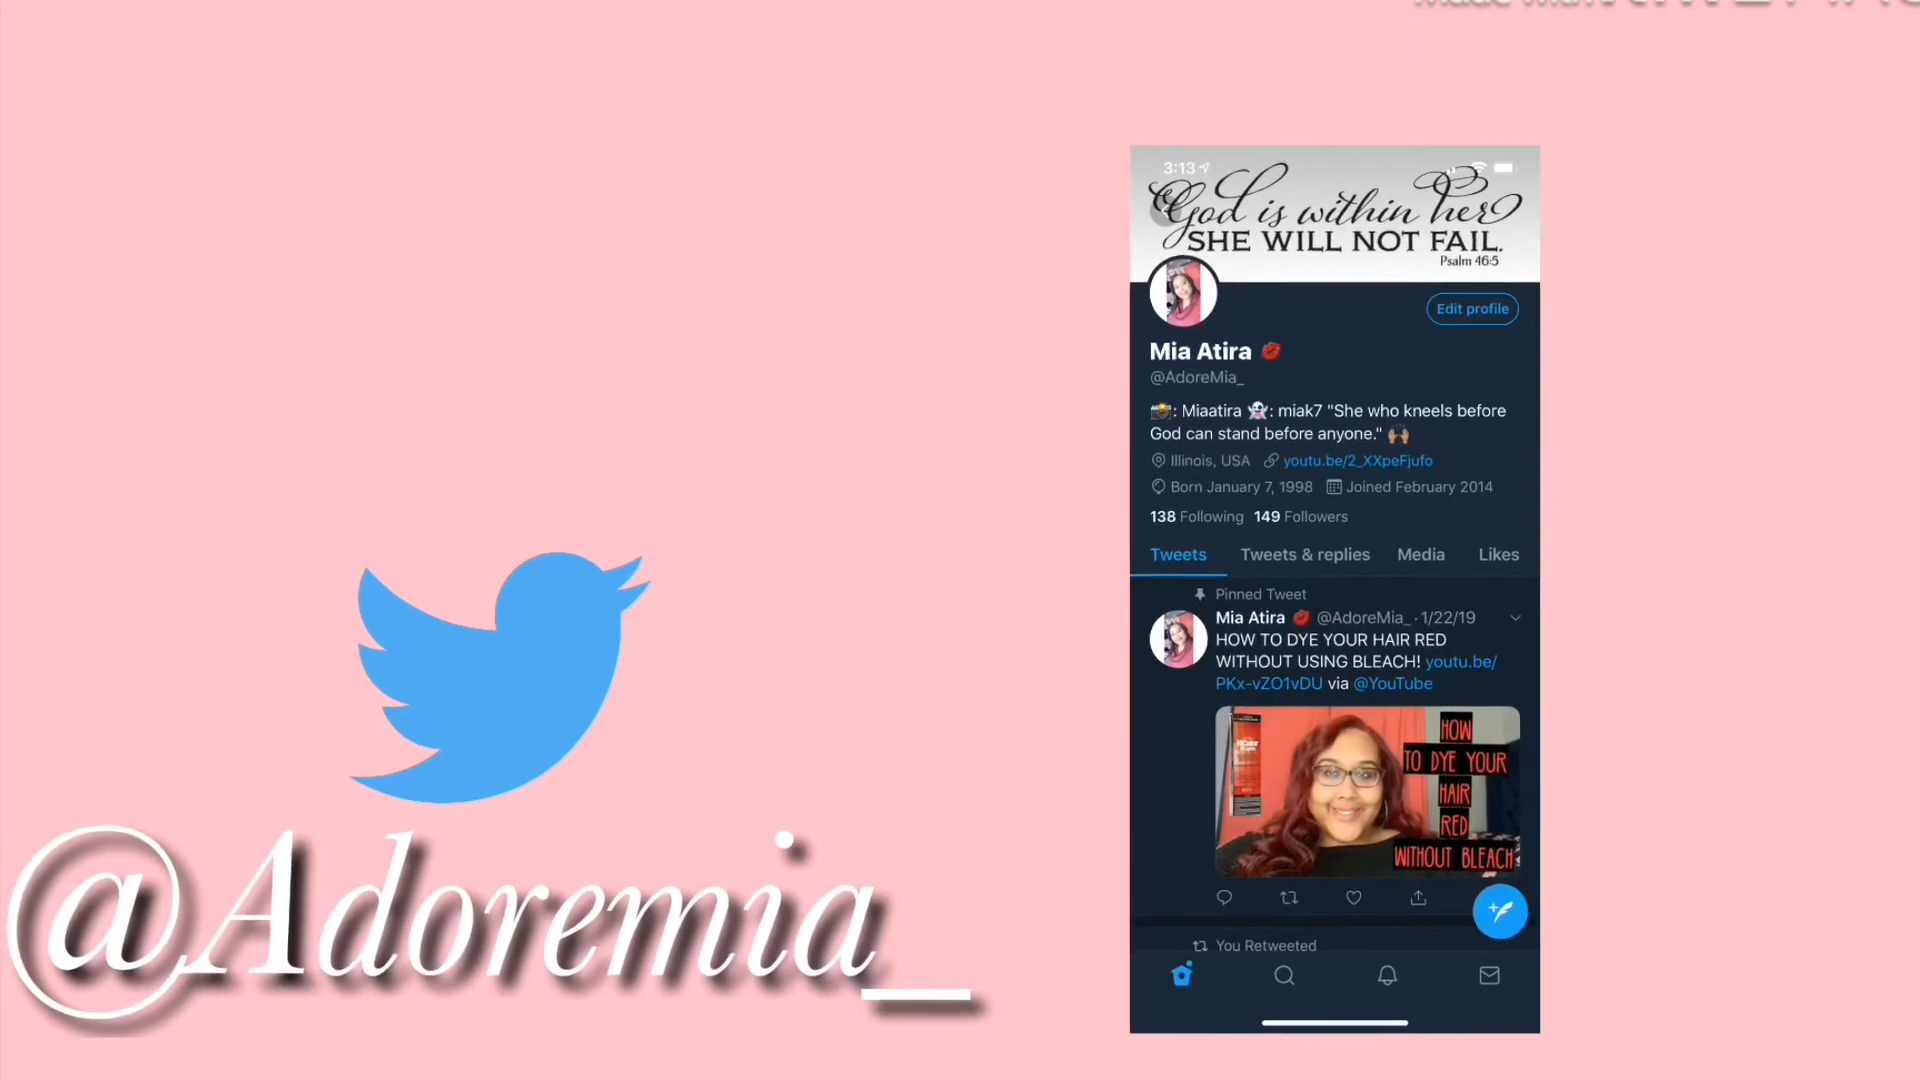 Made with
3:13
God is within her
SHE WILL NOT FAIL.
Psalm 46:5
Edit profile
Mia Atira 💋
@AdoreMia_
📸: Miaatira 👻: miak7 "She who kneels before
God can stand before anyone." 🙌🏽
Illinois, USA youtu.be/2_XXpeFjufo
Born January 7, 1998 Joined February 2014
138 Following 149 Followers
Tweets Tweets & replies Media Likes
Pinned Tweet
Mia Atira 💋 @AdoreMia_ · 1/22/19
HOW TO DYE YOUR HAIR RED
WITHOUT USING BLEACH! youtu.be/
PKx-vZO1vDU via @YouTube
HOW
TO DYE YOUR
HAIR
RED
WITHOUT BLEACH
You Retweeted
@Adoremia_